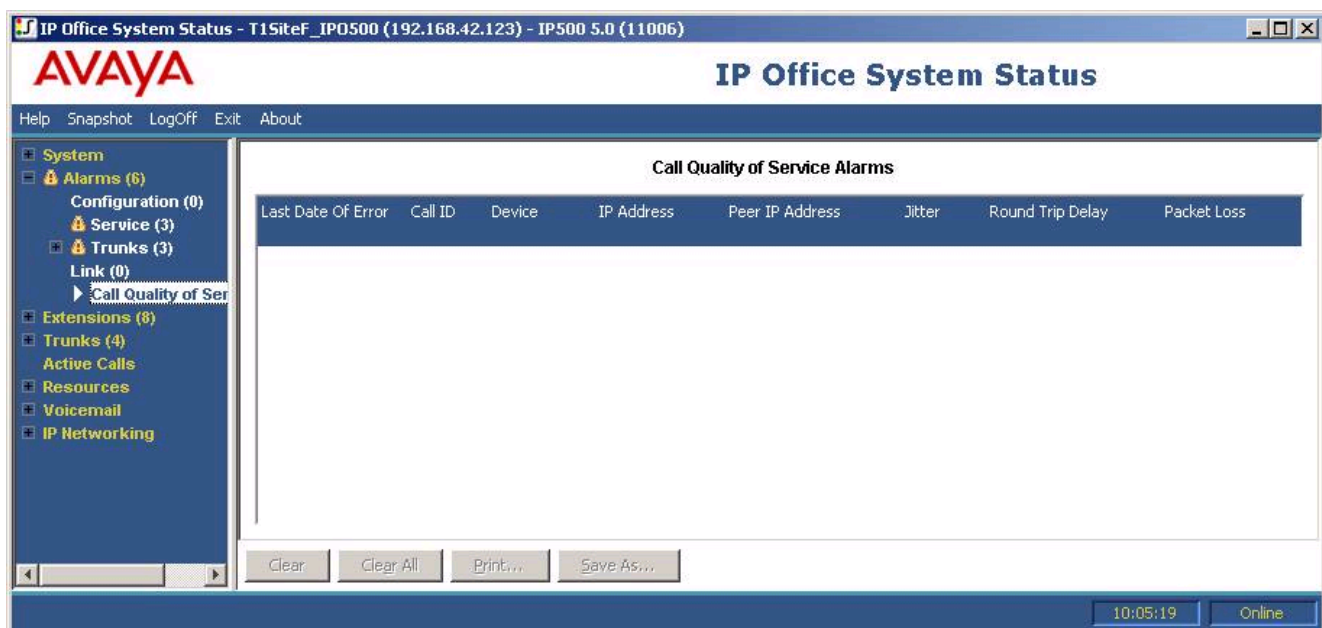 IP Office System Status - T1SiteF_IPO500 (192.168.42.123) - IP500 5.0 (11006)
AVAYA
IP Office System Status
Help Snapshot LogOff Exit About
System
Alarms (6)
Configuration (0)
Service (3)
Trunks (3)
Link (0)
Call Quality of Ser
Extensions (8)
Trunks (4)
Active Calls
Resources
Voicemail
IP Networking
Call Quality of Service Alarms
Last Date Of Error Call ID Device IP Address Peer IP Address Jitter Round Trip Delay Packet Loss
Clear Clear All Print... Save As...
10:05:19 Online